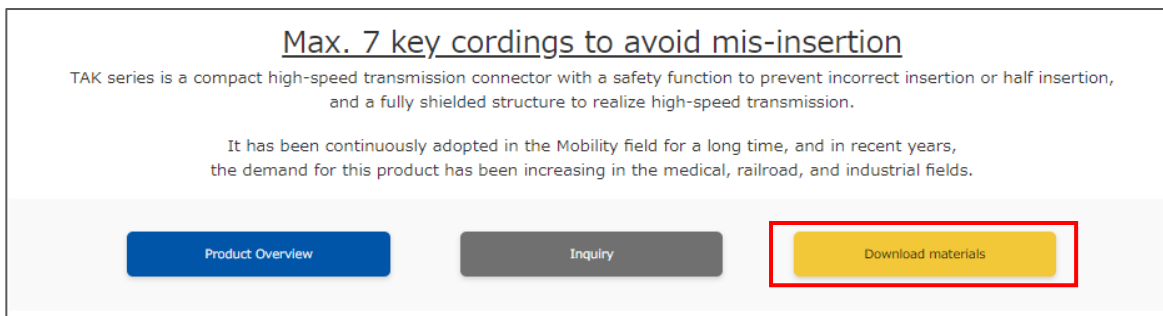 Max. 7 key cordings to avoid mis-insertion
TAK series is a compact high-speed transmission connector with a safety function to prevent incorrect insertion or half insertion,
and a fully shielded structure to realize high-speed transmission.
It has been continuously adopted in the Mobility field for a long time, and in recent years,
the demand for this product has been increasing in the medical, railroad, and industrial fields.
Product Overview
Inquiry
Download materials